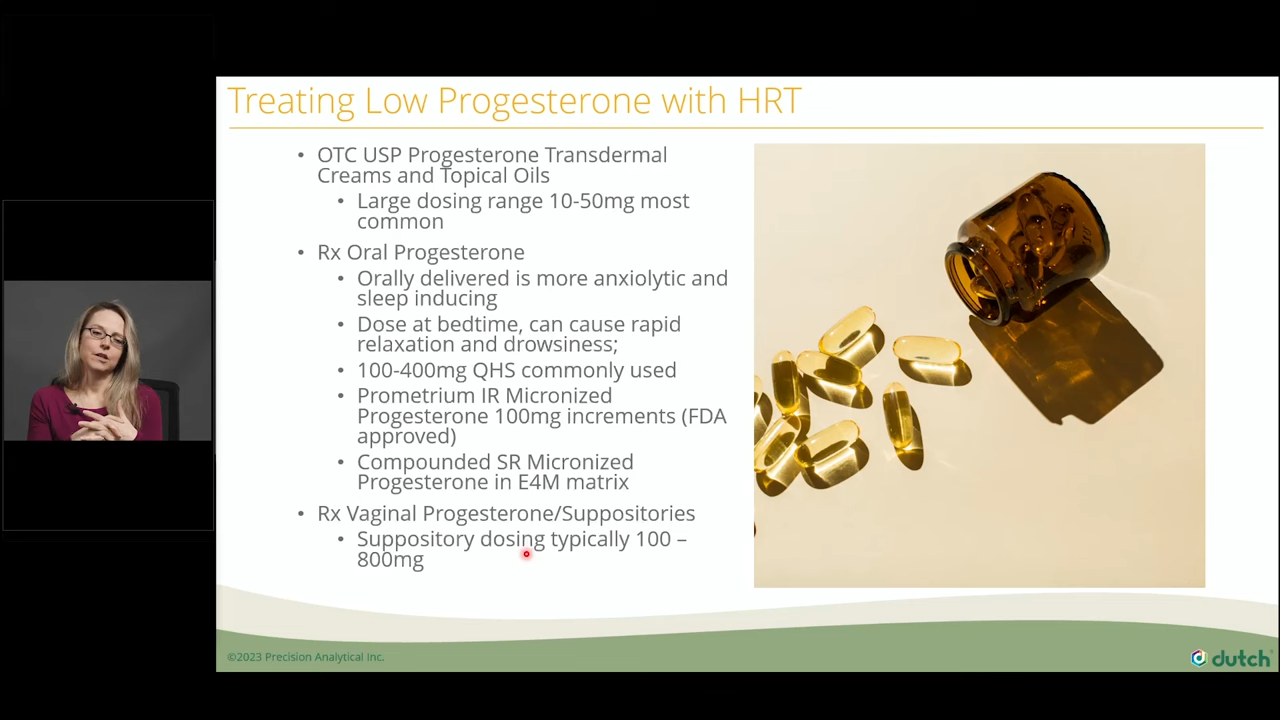 Treating Low Progesterone with HRT
• OTC USP Progesterone Transdermal
Creams and Topical Oils
• Large dosing range 10-50mg most
common
• Rx Oral Progesterone
• Orally delivered is more anxiolytic and
sleep inducing
• Dose at bedtime, can cause rapid
relaxation and drowsiness;
• 100-400mg QHS commonly used
• Prometrium IR Micronized
Progesterone 100mg increments (FDA
approved)
• Compounded SR Micronized
Progesterone in E4M matrix
• Rx Vaginal Progesterone/Suppositories
• Suppository dosing typically 100 –
800mg
©2023 Precision Analytical Inc.
dutch